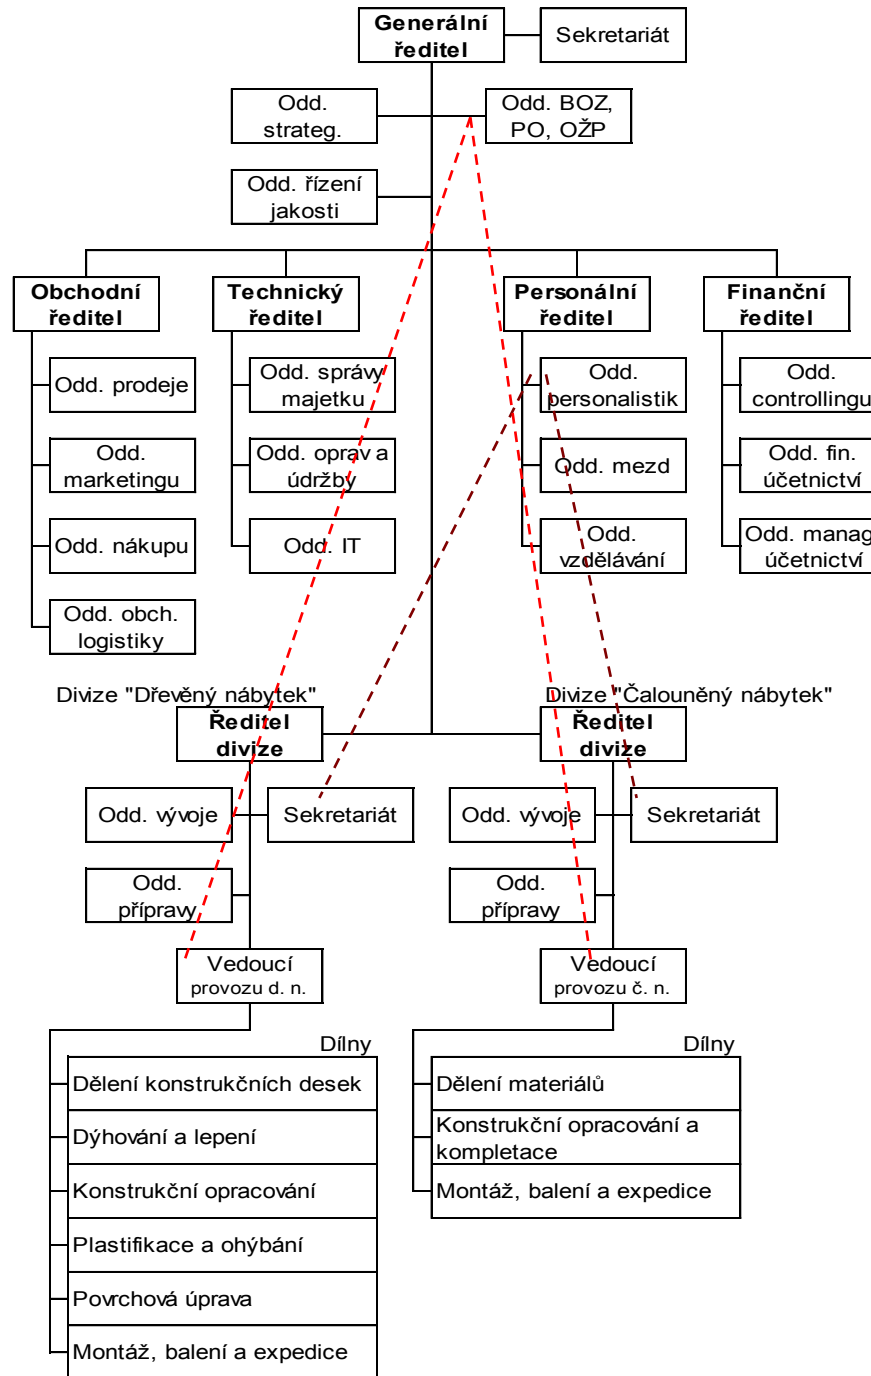 Generální
ředitel
Sekretariát
Odd.
strateg.
Odd. BOZ,
PO, OŽP
Odd. řízení
jakosti
Obchodní
ředitel
Technický
ředitel
Personální
ředitel
Finanční
ředitel
Odd. prodeje
Odd. správy
majetku
Odd.
personalistik
Odd.
controllingu
Odd.
marketingu
Odd. oprav a
údržby
Odd. mezd
Odd. fin.
účetnictví
Odd. nákupu
Odd. IT
Odd.
vzdělávání
Odd. manag.
účetnictví
Odd. obch.
logistiky
Divize "Dřevěný nábytek"
Ředitel
divize
Divize "Čalouněný nábytek"
Ředitel
divize
Odd. vývoje
Sekretariát
Odd. vývoje
Sekretariát
Odd.
přípravy
Odd.
přípravy
Vedoucí
provozu d. n.
Vedoucí
provozu č. n.
Dílny
Dělení konstrukčních desek
Dýhování a lepení
Konstrukční opracování
Plastifikace a ohýbání
Povrchová úprava
Montáž, balení a expedice
Dílny
Dělení materiálů
Konstrukční opracování a
kompletace
Montáž, balení a expedice